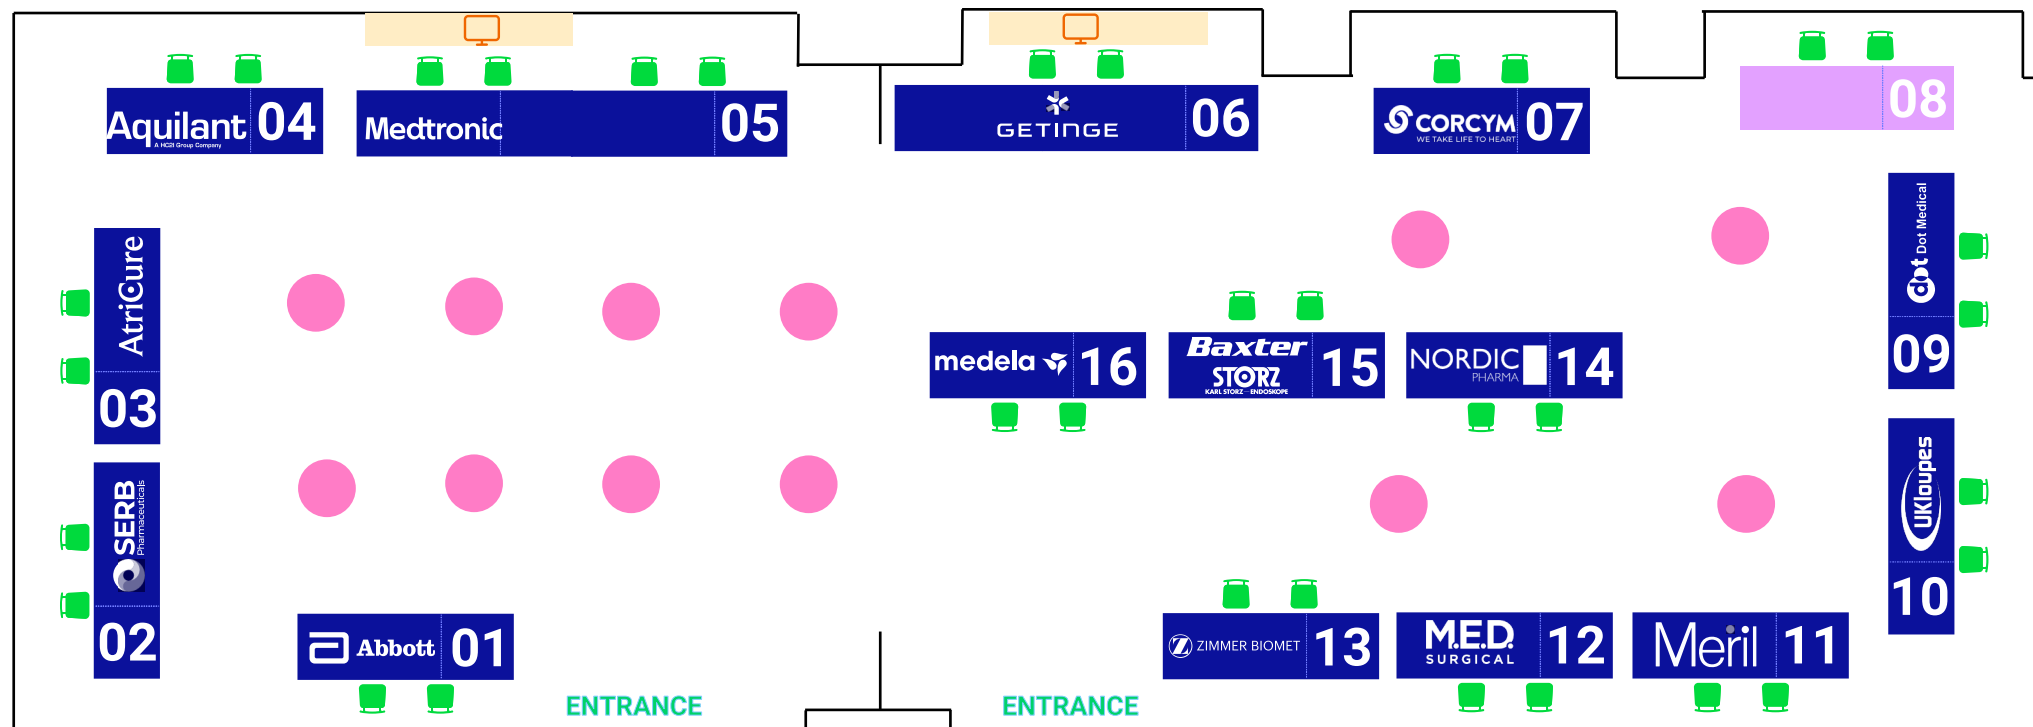 Aquilant
A HC21 Group Company
04
Medtronic
05
GETINGE
06
CORCYM
WE TAKE LIFE TO HEART
07
08
AtriCure
03
dot Dot Medical
09
medela
16
Baxter
STORZ
KARL STORZ—ENDOSKOPE
15
NORDIC
PHARMA
14
SERB
Pharmaceuticals
02
UKloupes
10
Abbott
01
ZIMMER BIOMET
13
M.E.D.
SURGICAL
12
Meril
11
ENTRANCE
ENTRANCE